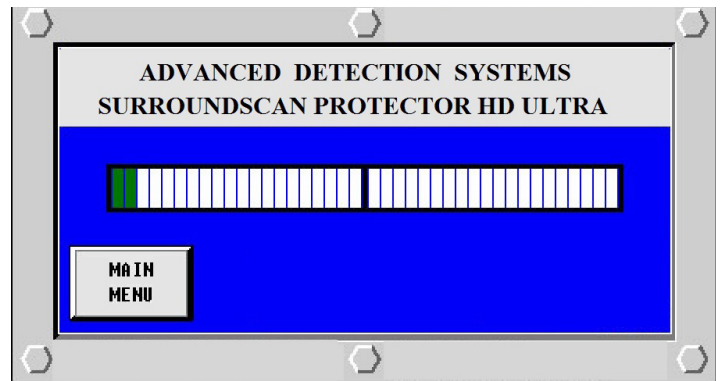 ADVANCED DETECTION SYSTEMS
SURROUNDSCAN PROTECTOR HD ULTRA
MAIN
MENU